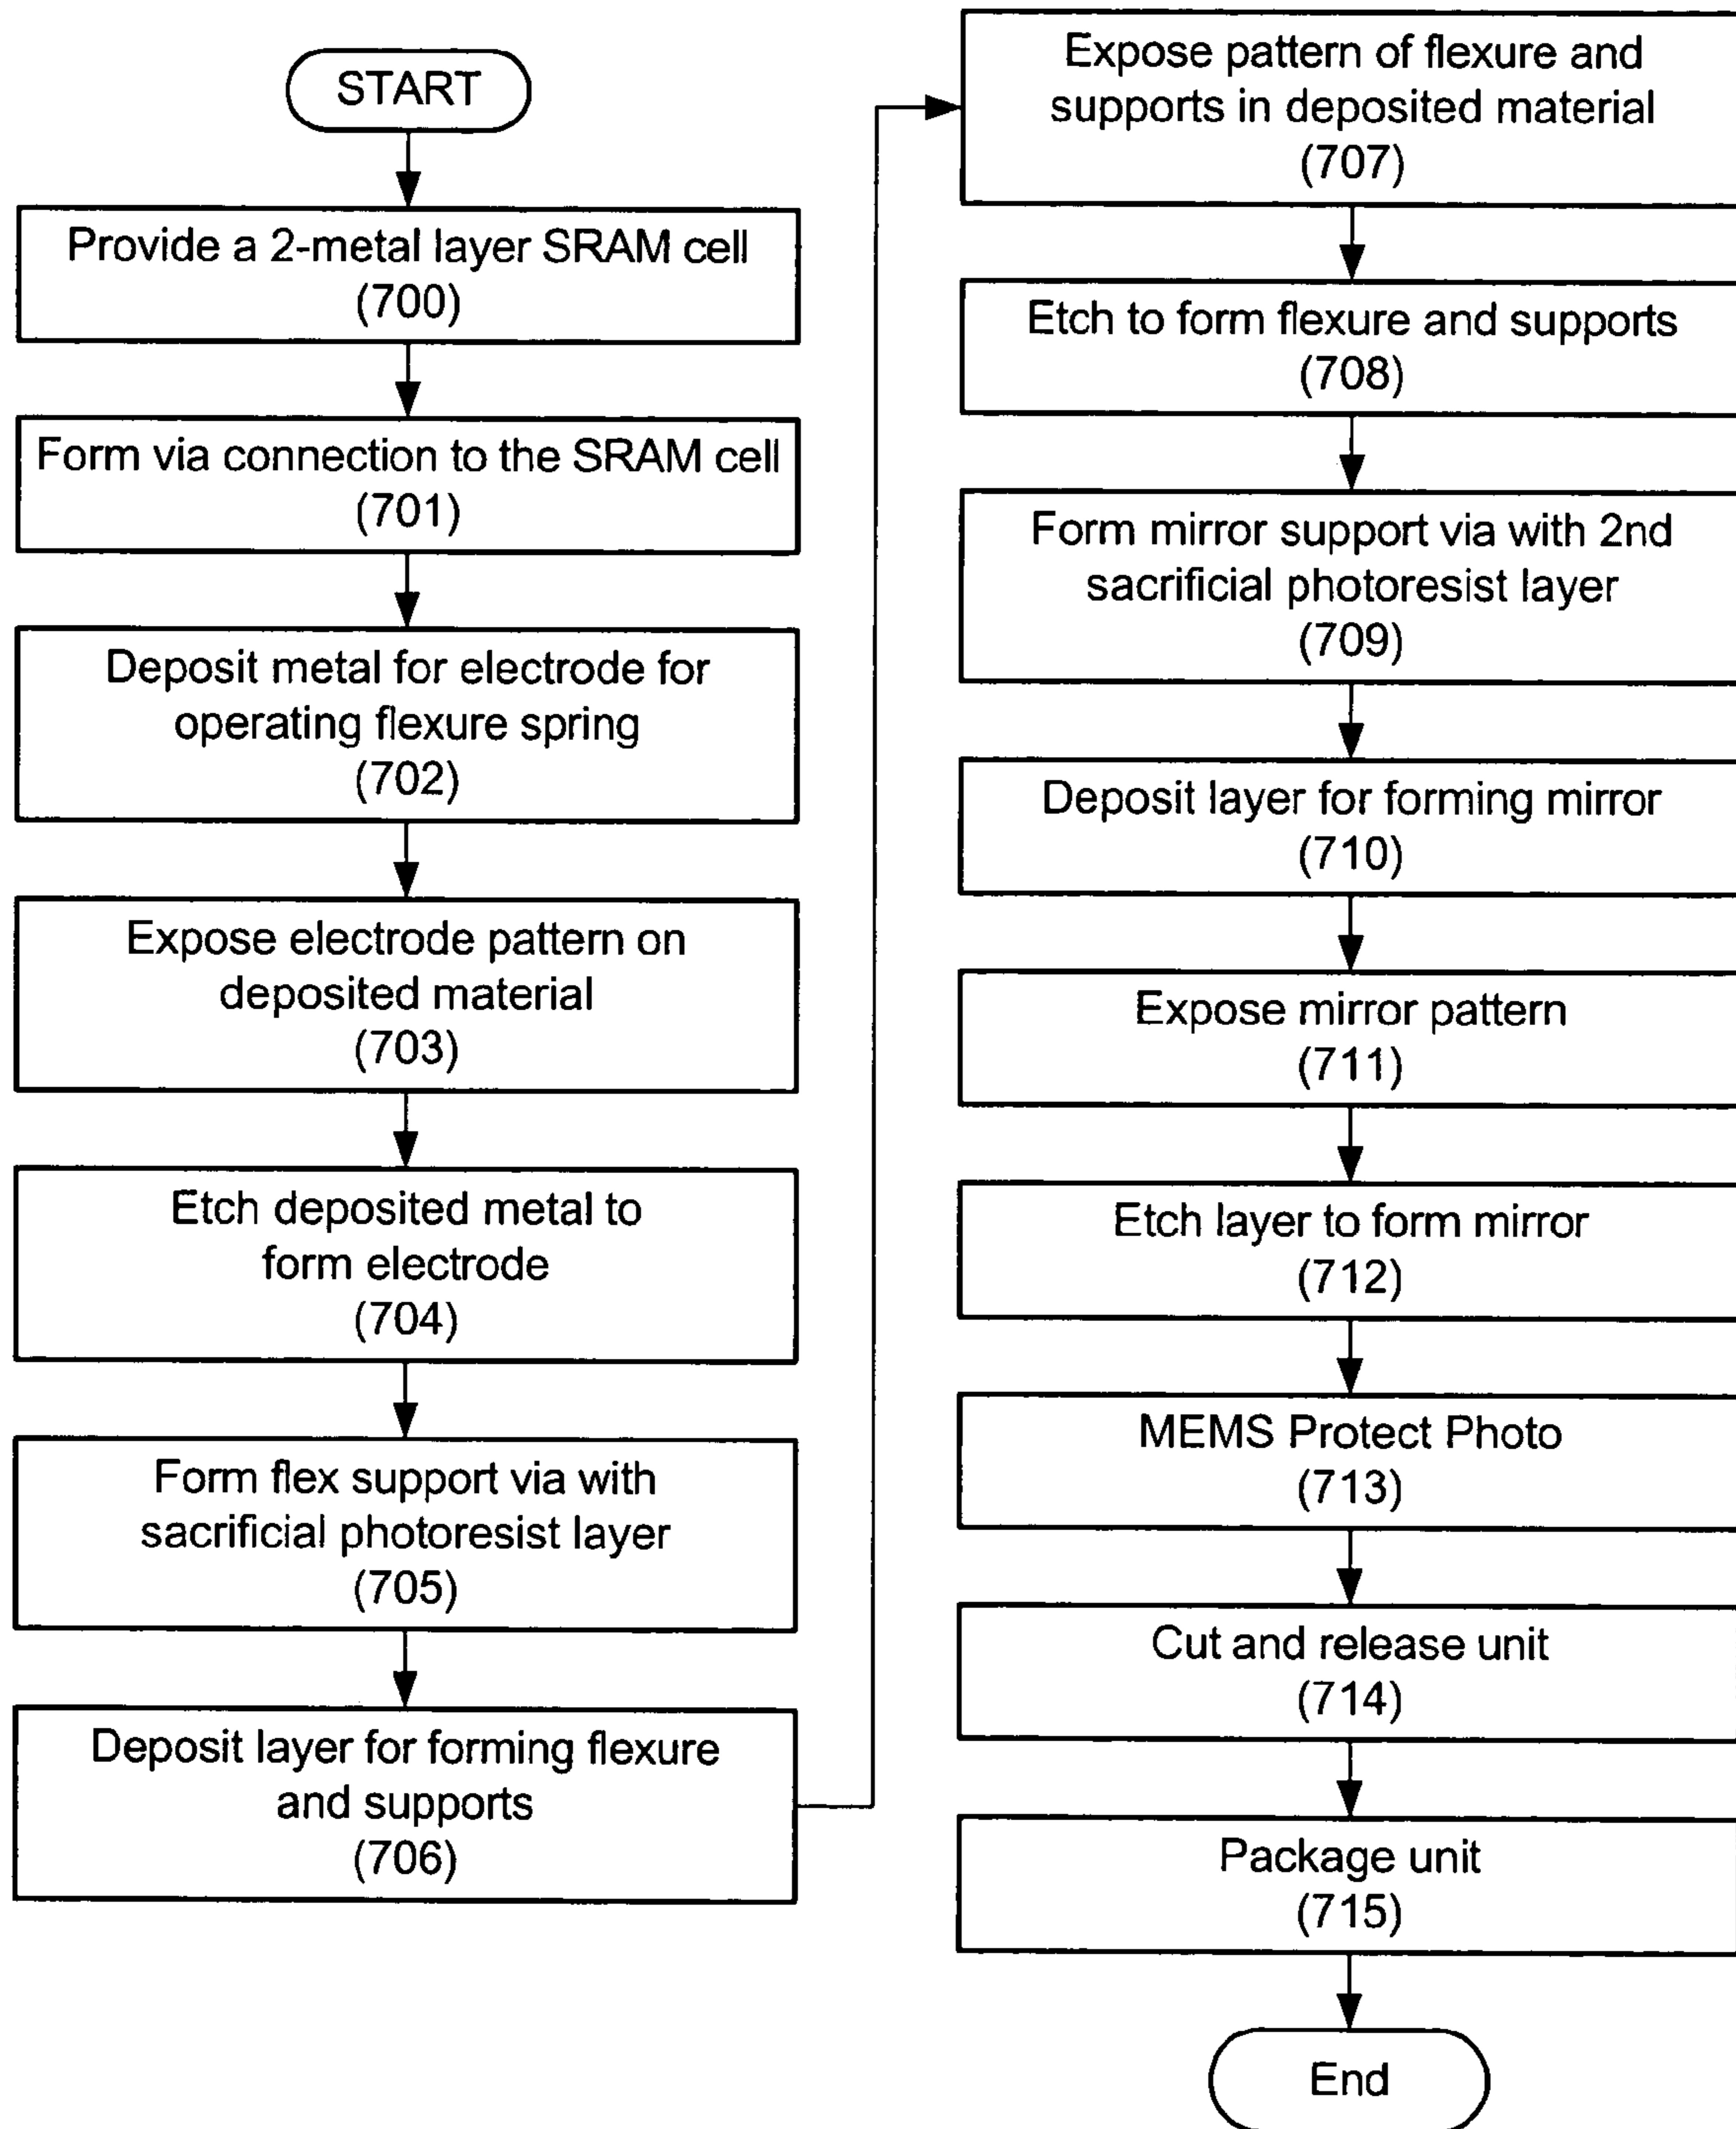 START
Provide a 2-metal layer SRAM cell
(700)
Form via connection to the SRAM cell
(701)
Deposit metal for electrode for
operating flexure spring
(702)
Expose electrode pattern on
deposited material
(703)
Etch deposited metal to
form electrode
(704)
Form flex support via with
sacrificial photoresist layer
(705)
Deposit layer for forming flexure
and supports
(706)
Expose pattern of flexure and
supports in deposited material
(707)
Etch to form flexure and supports
(708)
Form mirror support via with 2nd
sacrificial photoresist layer
(709)
Deposit layer for forming mirror
(710)
Expose mirror pattern
(711)
Etch layer to form mirror
(712)
MEMS Protect Photo
(713)
Cut and release unit
(714)
Package unit
(715)
End